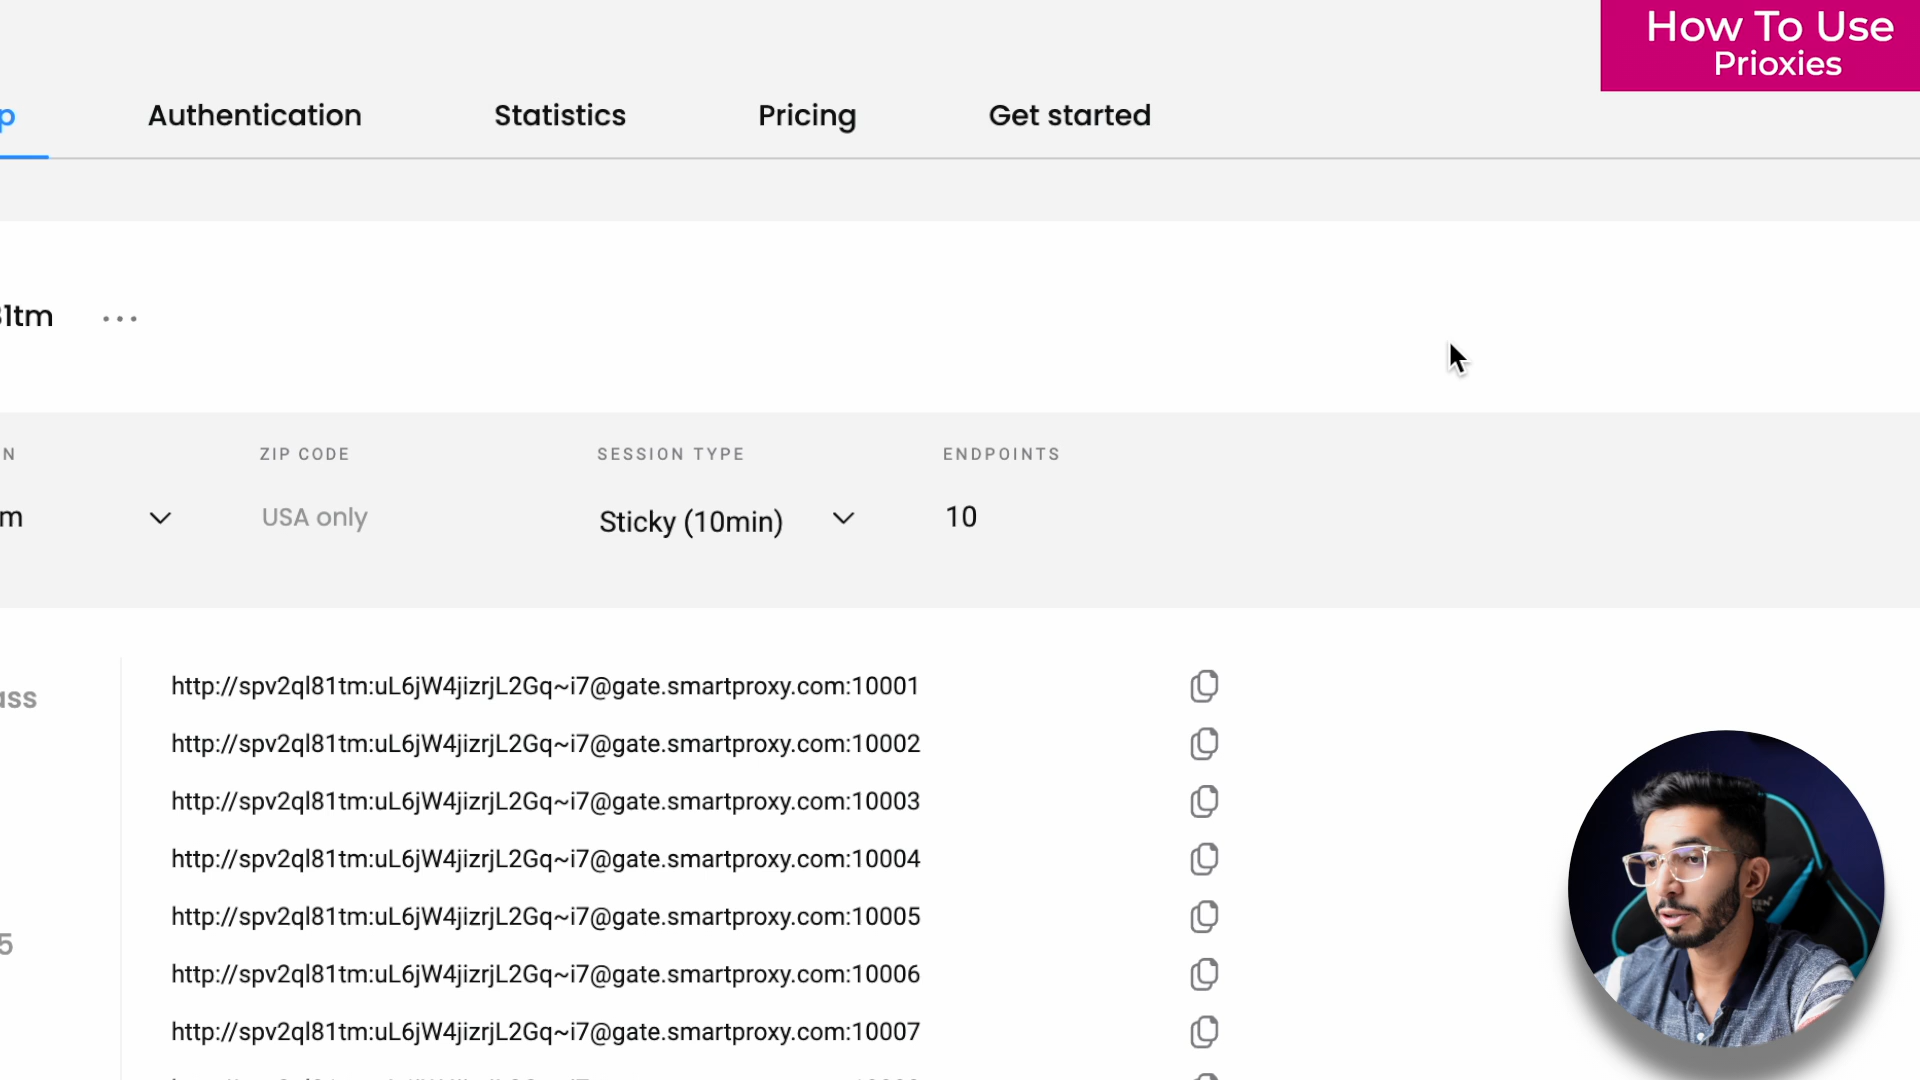 How To Use
Prioxies
p
Authentication
Statistics
Pricing
Get started
81tm
ZIP CODE
SESSION TYPE
ENDPOINTS
USA only
Sticky (10min)
10
http://spv2ql81tm:uL6jW4jizrjL2Gq~i7@gate.smartproxy.com:10001
http://spv2ql81tm:uL6jW4jizrjL2Gq~i7@gate.smartproxy.com:10002
http://spv2ql81tm:uL6jW4jizrjL2Gq~i7@gate.smartproxy.com:10003
http://spv2ql81tm:uL6jW4jizrjL2Gq~i7@gate.smartproxy.com:10004
http://spv2ql81tm:uL6jW4jizrjL2Gq~i7@gate.smartproxy.com:10005
5
http://spv2ql81tm:uL6jW4jizrjL2Gq~i7@gate.smartproxy.com:10006
http://spv2ql81tm:uL6jW4jizrjL2Gq~i7@gate.smartproxy.com:10007